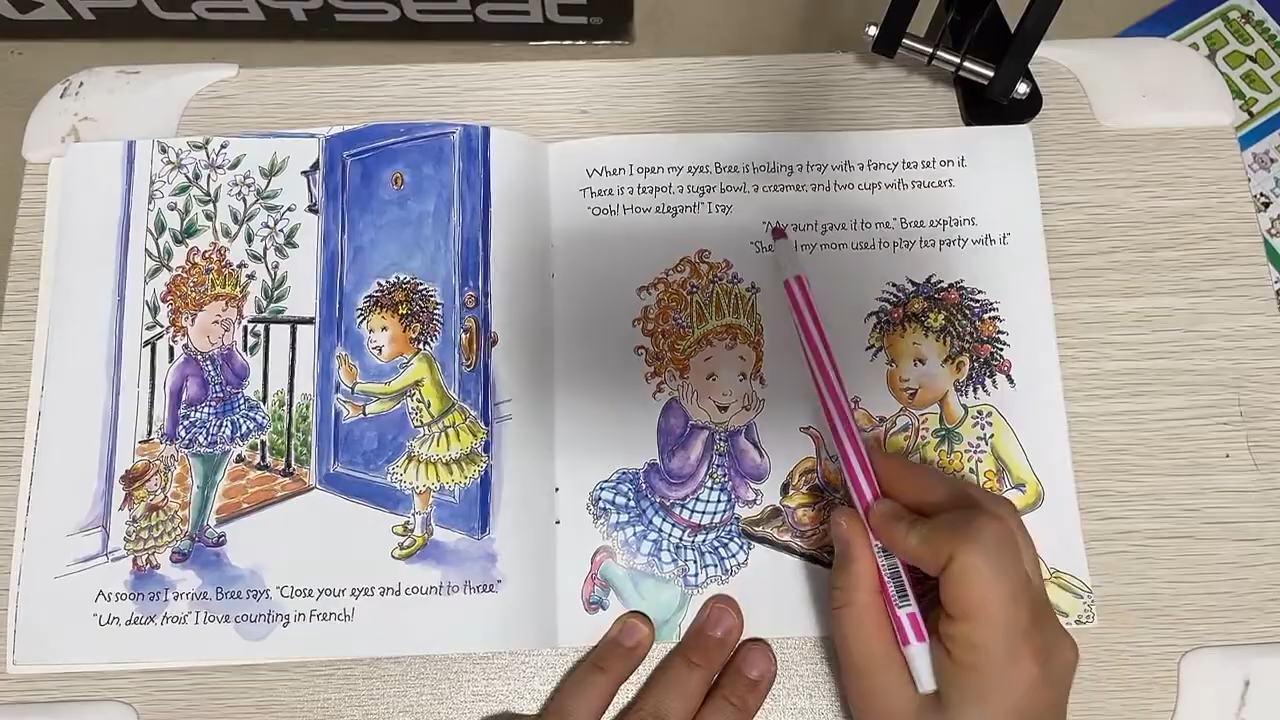 PLAYSEAT®
As soon as I arrive, Bree says, "Close your eyes and count to three."
"Un, deux, trois." I love counting in French!
When I open my eyes, Bree is holding a tray with a fancy tea set on it.
There is a teapot, a sugar bowl, a creamer, and two cups with saucers.
"Ooh! How elegant!" I say.
"My aunt gave it to me," Bree explains.
"She my mom used to play tea party with it."